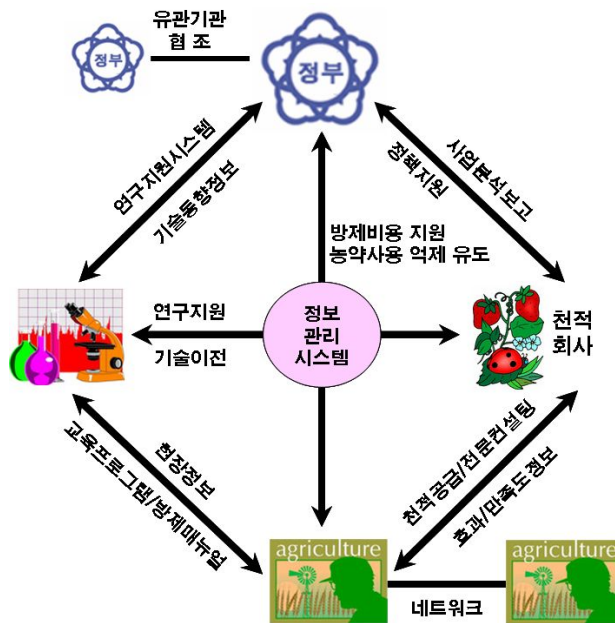 유관기관
협 조
정부
정부
연구지원시스템
기술동향정보
사업분석보고
정책지원
방제비용 지원
농약사용 억제 유도
연구지원
기술이전
정보
관리
시스템
천적
회사
현장정보
교육프로그램/방제매뉴얼
천적공급/전문컨설팅
효과/만족도정보
agriculture
agriculture
네트워크